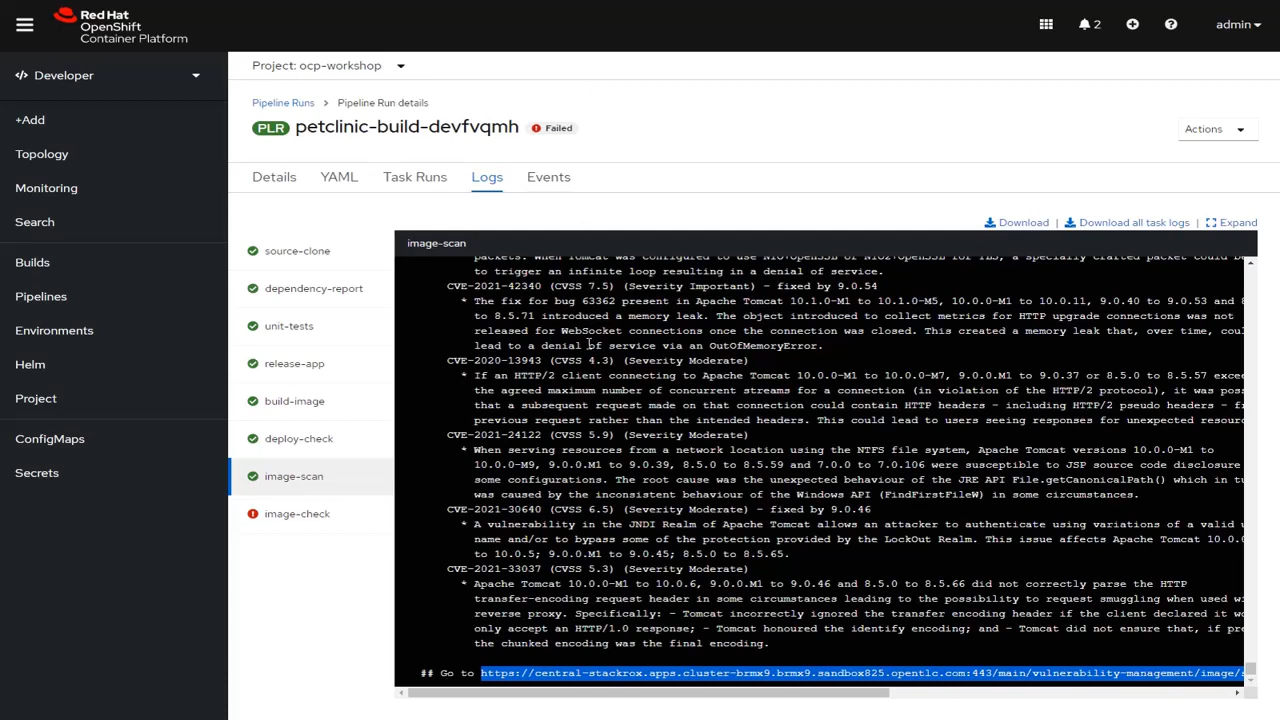 Red Hat
OpenShift
Container Platform
2
admin
Developer
+Add
Topology
Monitoring
Search
Builds
Pipelines
Environments
Helm
Project
ConfigMaps
Secrets
Project: ocp-workshop
Pipeline Runs > Pipeline Run details
PLR petclinic-build-devfvqmh Failed
Actions
Details YAML Task Runs Logs Events
Download | Download all task logs | Expand
source-clone
dependency-report
unit-tests
release-app
build-image
deploy-check
image-scan
image-check
image-scan
packets. When Tomcat was configured to use NIO+OpenSSL or NIO2+OpenSSL for TLS, a specially crafted packet could be
to trigger an infinite loop resulting in a denial of service.
CVE-2021-42340 (CVSS 7.5) (Severity Important) - fixed by 9.0.54
* The fix for bug 63362 present in Apache Tomcat 10.1.0-M1 to 10.1.0-M5, 10.0.0-M1 to 10.0.11, 9.0.40 to 9.0.53 and 8
to 8.5.71 introduced a memory leak. The object introduced to collect metrics for HTTP upgrade connections was not
released for WebSocket connections once the connection was closed. This created a memory leak that, over time, coul
lead to a denial of service via an OutOfMemoryError.
CVE-2020-13943 (CVSS 4.3) (Severity Moderate)
* If an HTTP/2 client connecting to Apache Tomcat 10.0.0-M1 to 10.0.0-M7, 9.0.0.M1 to 9.0.37 or 8.5.0 to 8.5.57 excee
the agreed maximum number of concurrent streams for a connection (in violation of the HTTP/2 protocol), it was poss
that a subsequent request made on that connection could contain HTTP headers - including HTTP/2 pseudo headers - f
previous request rather than the intended headers. This could lead to users seeing responses for unexpected resour
CVE-2021-24122 (CVSS 5.9) (Severity Moderate)
* When serving resources from a network location using the NTFS file system, Apache Tomcat versions 10.0.0-M1 to
10.0.0-M9, 9.0.0.M1 to 9.0.39, 8.5.0 to 8.5.59 and 7.0.0 to 7.0.106 were susceptible to JSP source code disclosure
some configurations. The root cause was the unexpected behaviour of the JRE API File.getCanonicalPath() which in tu
was caused by the inconsistent behaviour of the Windows API (FindFirstFileW) in some circumstances.
CVE-2021-30640 (CVSS 6.5) (Severity Moderate) - fixed by 9.0.46
* A vulnerability in the JNDI Realm of Apache Tomcat allows an attacker to authenticate using variations of a valid u
name and/or to bypass some of the protection provided by the LockOut Realm. This issue affects Apache Tomcat 10.0.0
to 10.0.5; 9.0.0.M1 to 9.0.45; 8.5.0 to 8.5.65.
CVE-2021-33037 (CVSS 5.3) (Severity Moderate)
* Apache Tomcat 10.0.0-M1 to 10.0.6, 9.0.0.M1 to 9.0.46 and 8.5.0 to 8.5.66 did not correctly parse the HTTP
transfer-encoding request header in some circumstances leading to the possibility to request smuggling when used wi
reverse proxy. Specifically: - Tomcat incorrectly ignored the transfer encoding header if the client declared it wo
only accept an HTTP/1.0 response; - Tomcat honoured the identify encoding; and - Tomcat did not ensure that, if pre
the chunked encoding was the final encoding.
## Go to https://central-stackrox.apps.cluster-brmx9.brmx9.sandbox825.opentlc.com:443/main/vulnerability-management/image/s